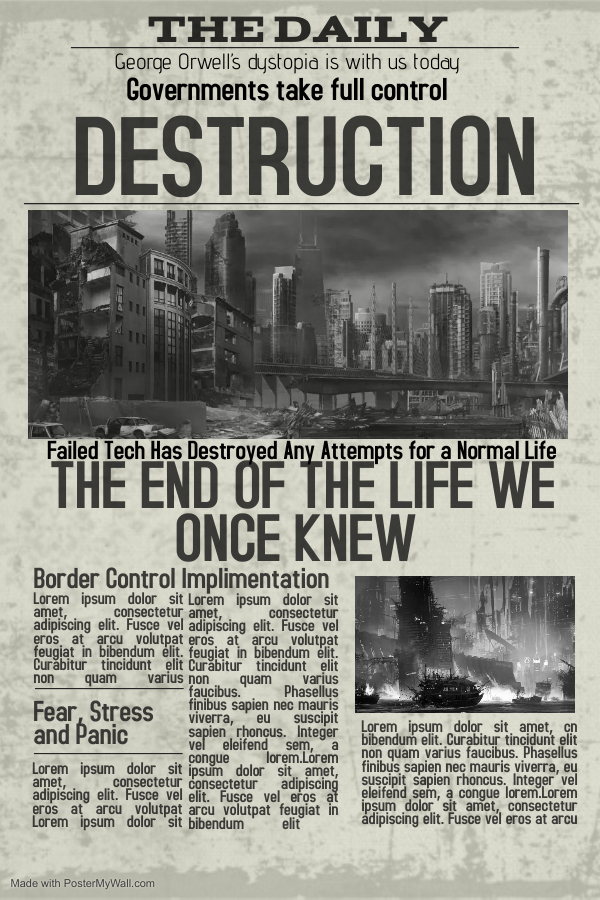 THE DAILY
George Orwell's dystopia is with us today
Governments take full control
DESTRUCTION
Failed Tech Has Destroyed Any Attempts for a Normal Life
THE END OF THE LIFE WE
ONCE KNEW
Border Control Implimentation
Lorem ipsum dolor sit
amet, consectetur
adipiscing elit. Fusce vel
eros at arcu volutpat
feugiat in bibendum elit.
Curabitur tincidunt elit
non quam varius
Fear, Stress
and Panic
Lorem ipsum dolor sit
amet, consectetur
adipiscing elit. Fusce vel
eros at arcu volutpat
Lorem ipsum dolor sit
Lorem ipsum dolor sit
amet, consectetur
adipiscing elit. Fusce vel
eros at arcu volutpat
feugiat in bibendum elit.
Curabitur tincidunt elit
non quam varius
faucibus. Phasellus
finibus sapien nec mauris
viverra, eu suscipit
sapien rhoncus. Integer
vel eleifend sem, a
congue lorem.Lorem
ipsum dolor sit amet,
consectetur adipiscing
elit. Fusce vel eros at
arcu volutpat feugiat in
bibendum elit
Lorem ipsum dolor sit amet, cn
bibendum elit. Curabitur tincidunt elit
non quam varius faucibus. Phasellus
finibus sapien nec mauris viverra, eu
suscipit sapien rhoncus. Integer vel
eleifend sem, a congue lorem.Lorem
ipsum dolor sit amet, consectetur
adipiscing elit. Fusce vel eros at arcu
Made with PosterMyWall.com